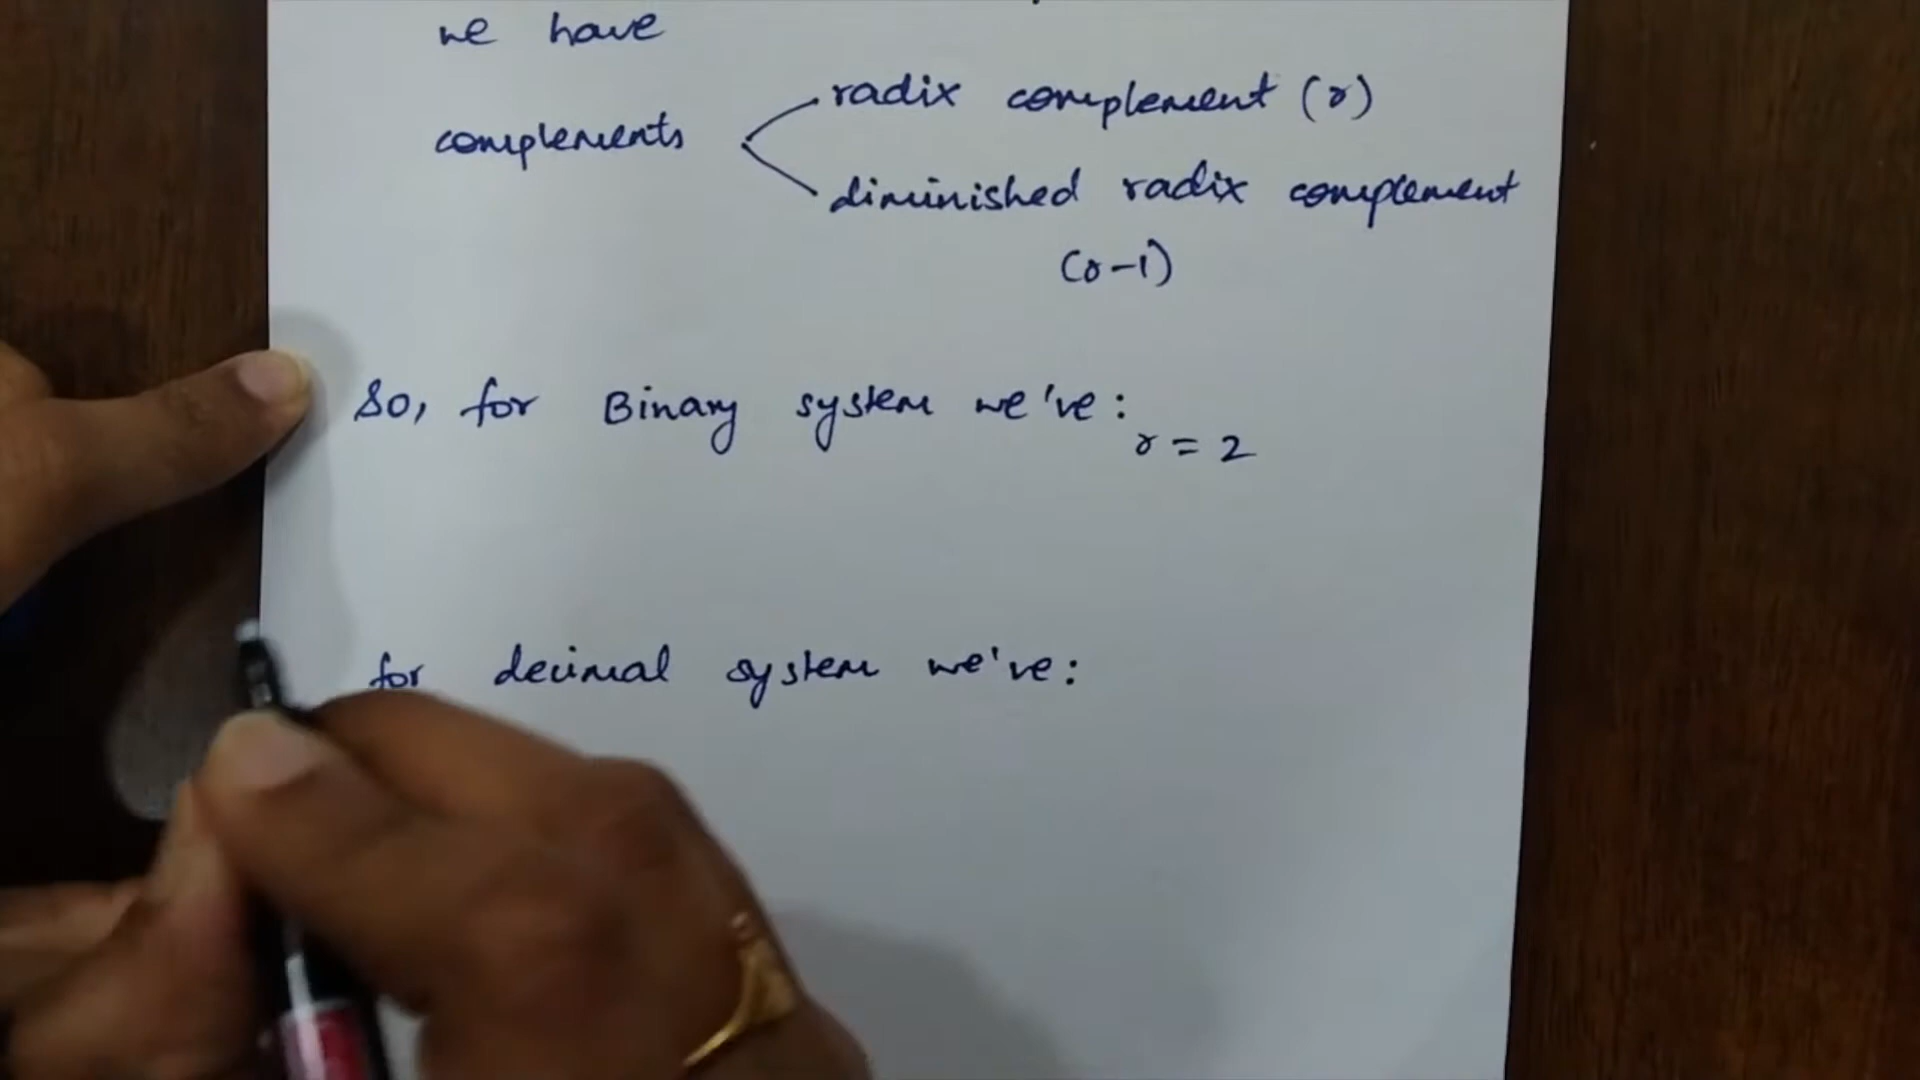 we have
complements
radix complement (r)
diminished radix complement
(r-1)
So, for Binary system we've:
r = 2
for decimal system we've: